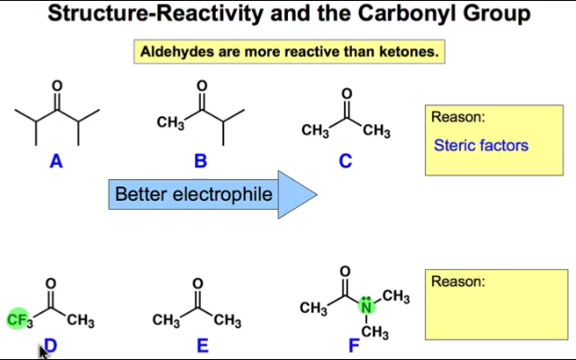 Structure-Reactivity and the Carbonyl Group
Aldehydes are more reactive than ketones.
O
A
CH3
O
B
CH3
O
CH3
C
Reason:
Steric factors
Better electrophile
CF3
O
CH3
D
CH3
O
CH3
E
CH3
O
N
CH3
CH3
F
Reason: